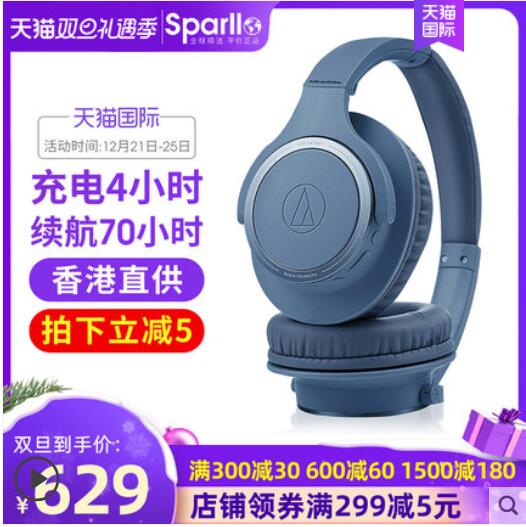 天猫双旦礼遇季
Sparllo
全球精选 平价正品
天猫
国际
天猫国际
活动时间:12月21日-25日
充电4小时
续航70小时
香港直供
拍下立减5
双旦到手价:
¥629
满300减30 600减60 1500减180
店铺领券满299减5元